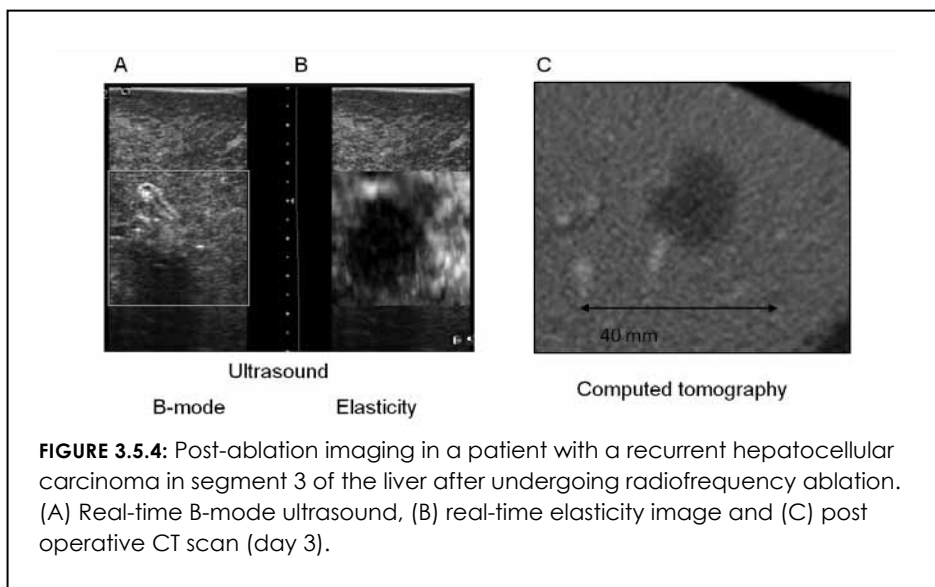 A B C
40 mm
Ultrasound
B-mode Elasticity
Computed tomography
FIGURE 3.5.4: Post-ablation imaging in a patient with a recurrent hepatocellular
carcinoma in segment 3 of the liver after undergoing radiofrequency ablation.
(A) Real-time B-mode ultrasound, (B) real-time elasticity image and (C) post
operative CT scan (day 3).